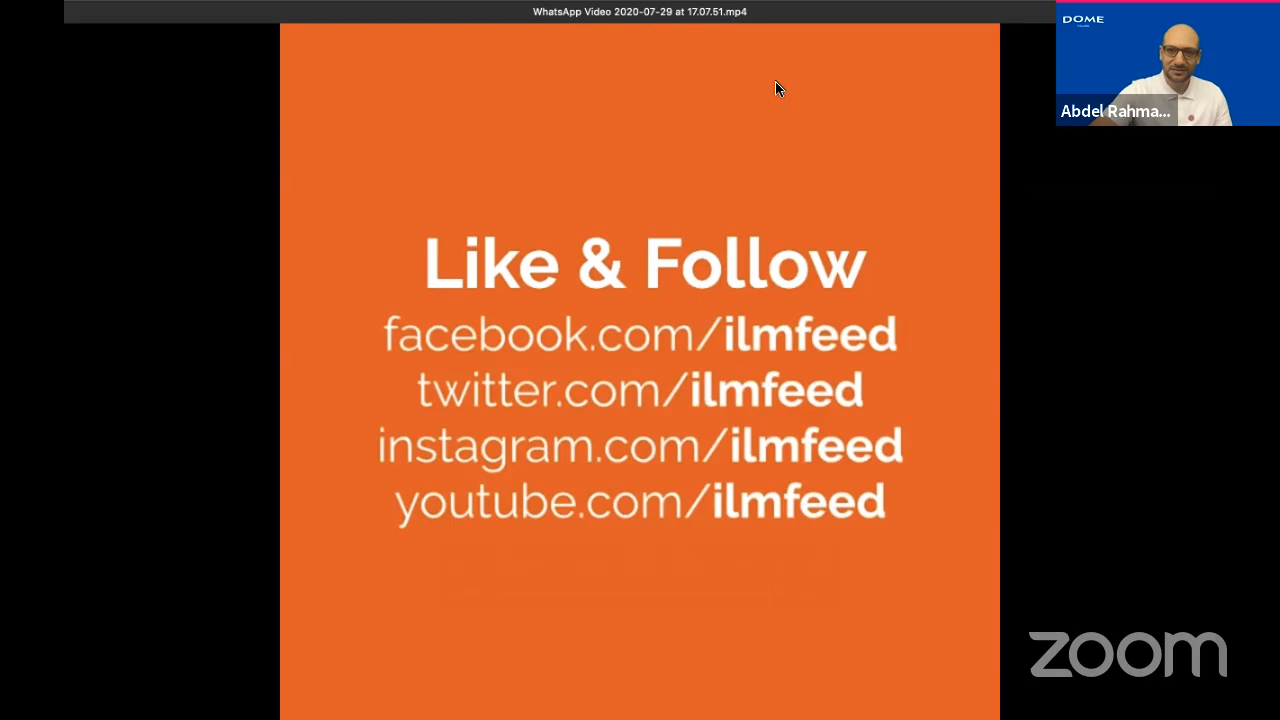 WhatsApp Video 2020-07-29 at 17.07.51.mp4
DOME
Abdel Rahma...
Like & Follow
facebook.com/ilmfeed
twitter.com/ilmfeed
instagram.com/ilmfeed
youtube.com/ilmfeed
zoom